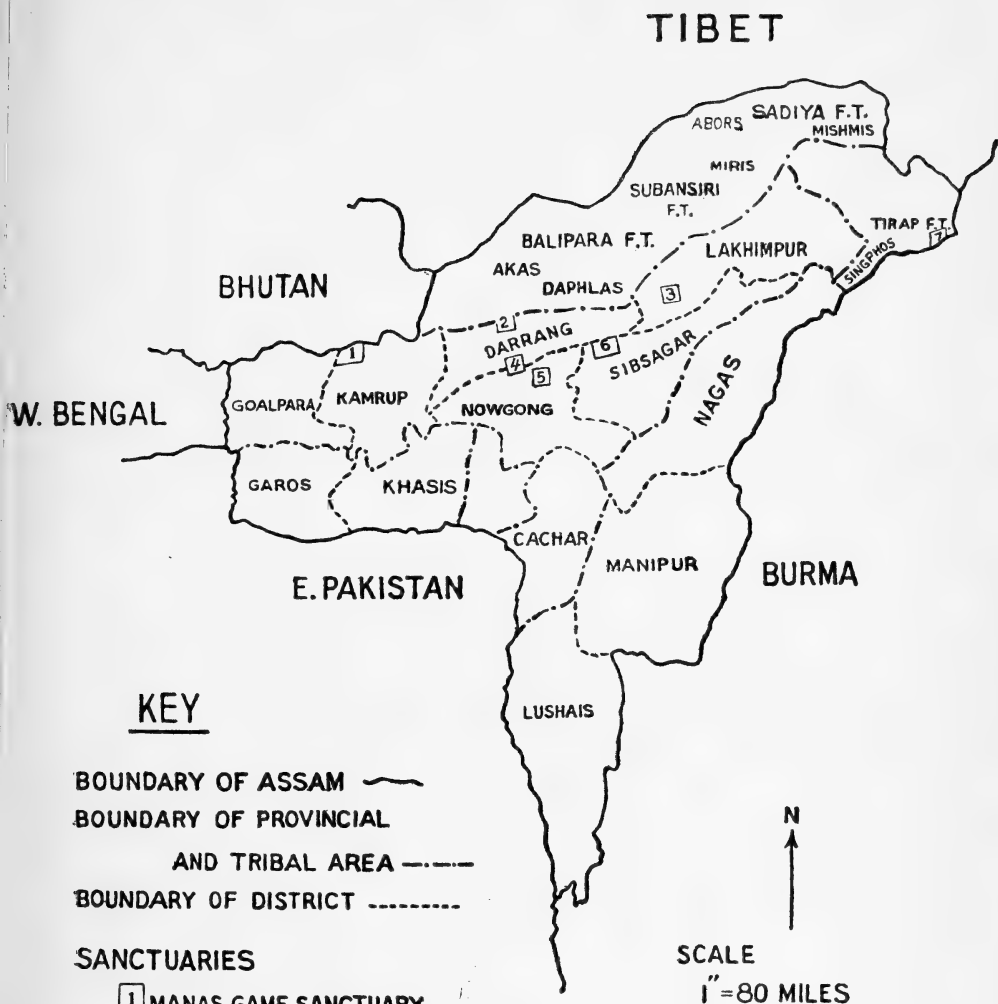 TIBET
ABORS
SADIYA F.T.
MISHMIS
MIRIS
SUBANSIRI
F.T.
TIRAP F.T.
7
BALIPARA F.T.
LAKHIMPUR
SINGPHOS
AKAS
BHUTAN
DAPHLAS
3
2
DARRANG
6
SIBSAGAR
1
4
5
NAGAS
GOALPARA
KAMRUP
NOWGONG
W. BENGAL
GAROS
KHASIS
CACHAR
MANIPUR
BURMA
E. PAKISTAN
LUSHAIS
KEY
BOUNDARY OF ASSAM
BOUNDARY OF PROVINCIAL
AND TRIBAL AREA
BOUNDARY OF DISTRICT
N
SANCTUARIES
1 MANAS GAME SANCTUARY
SCALE
1"=80 MILES